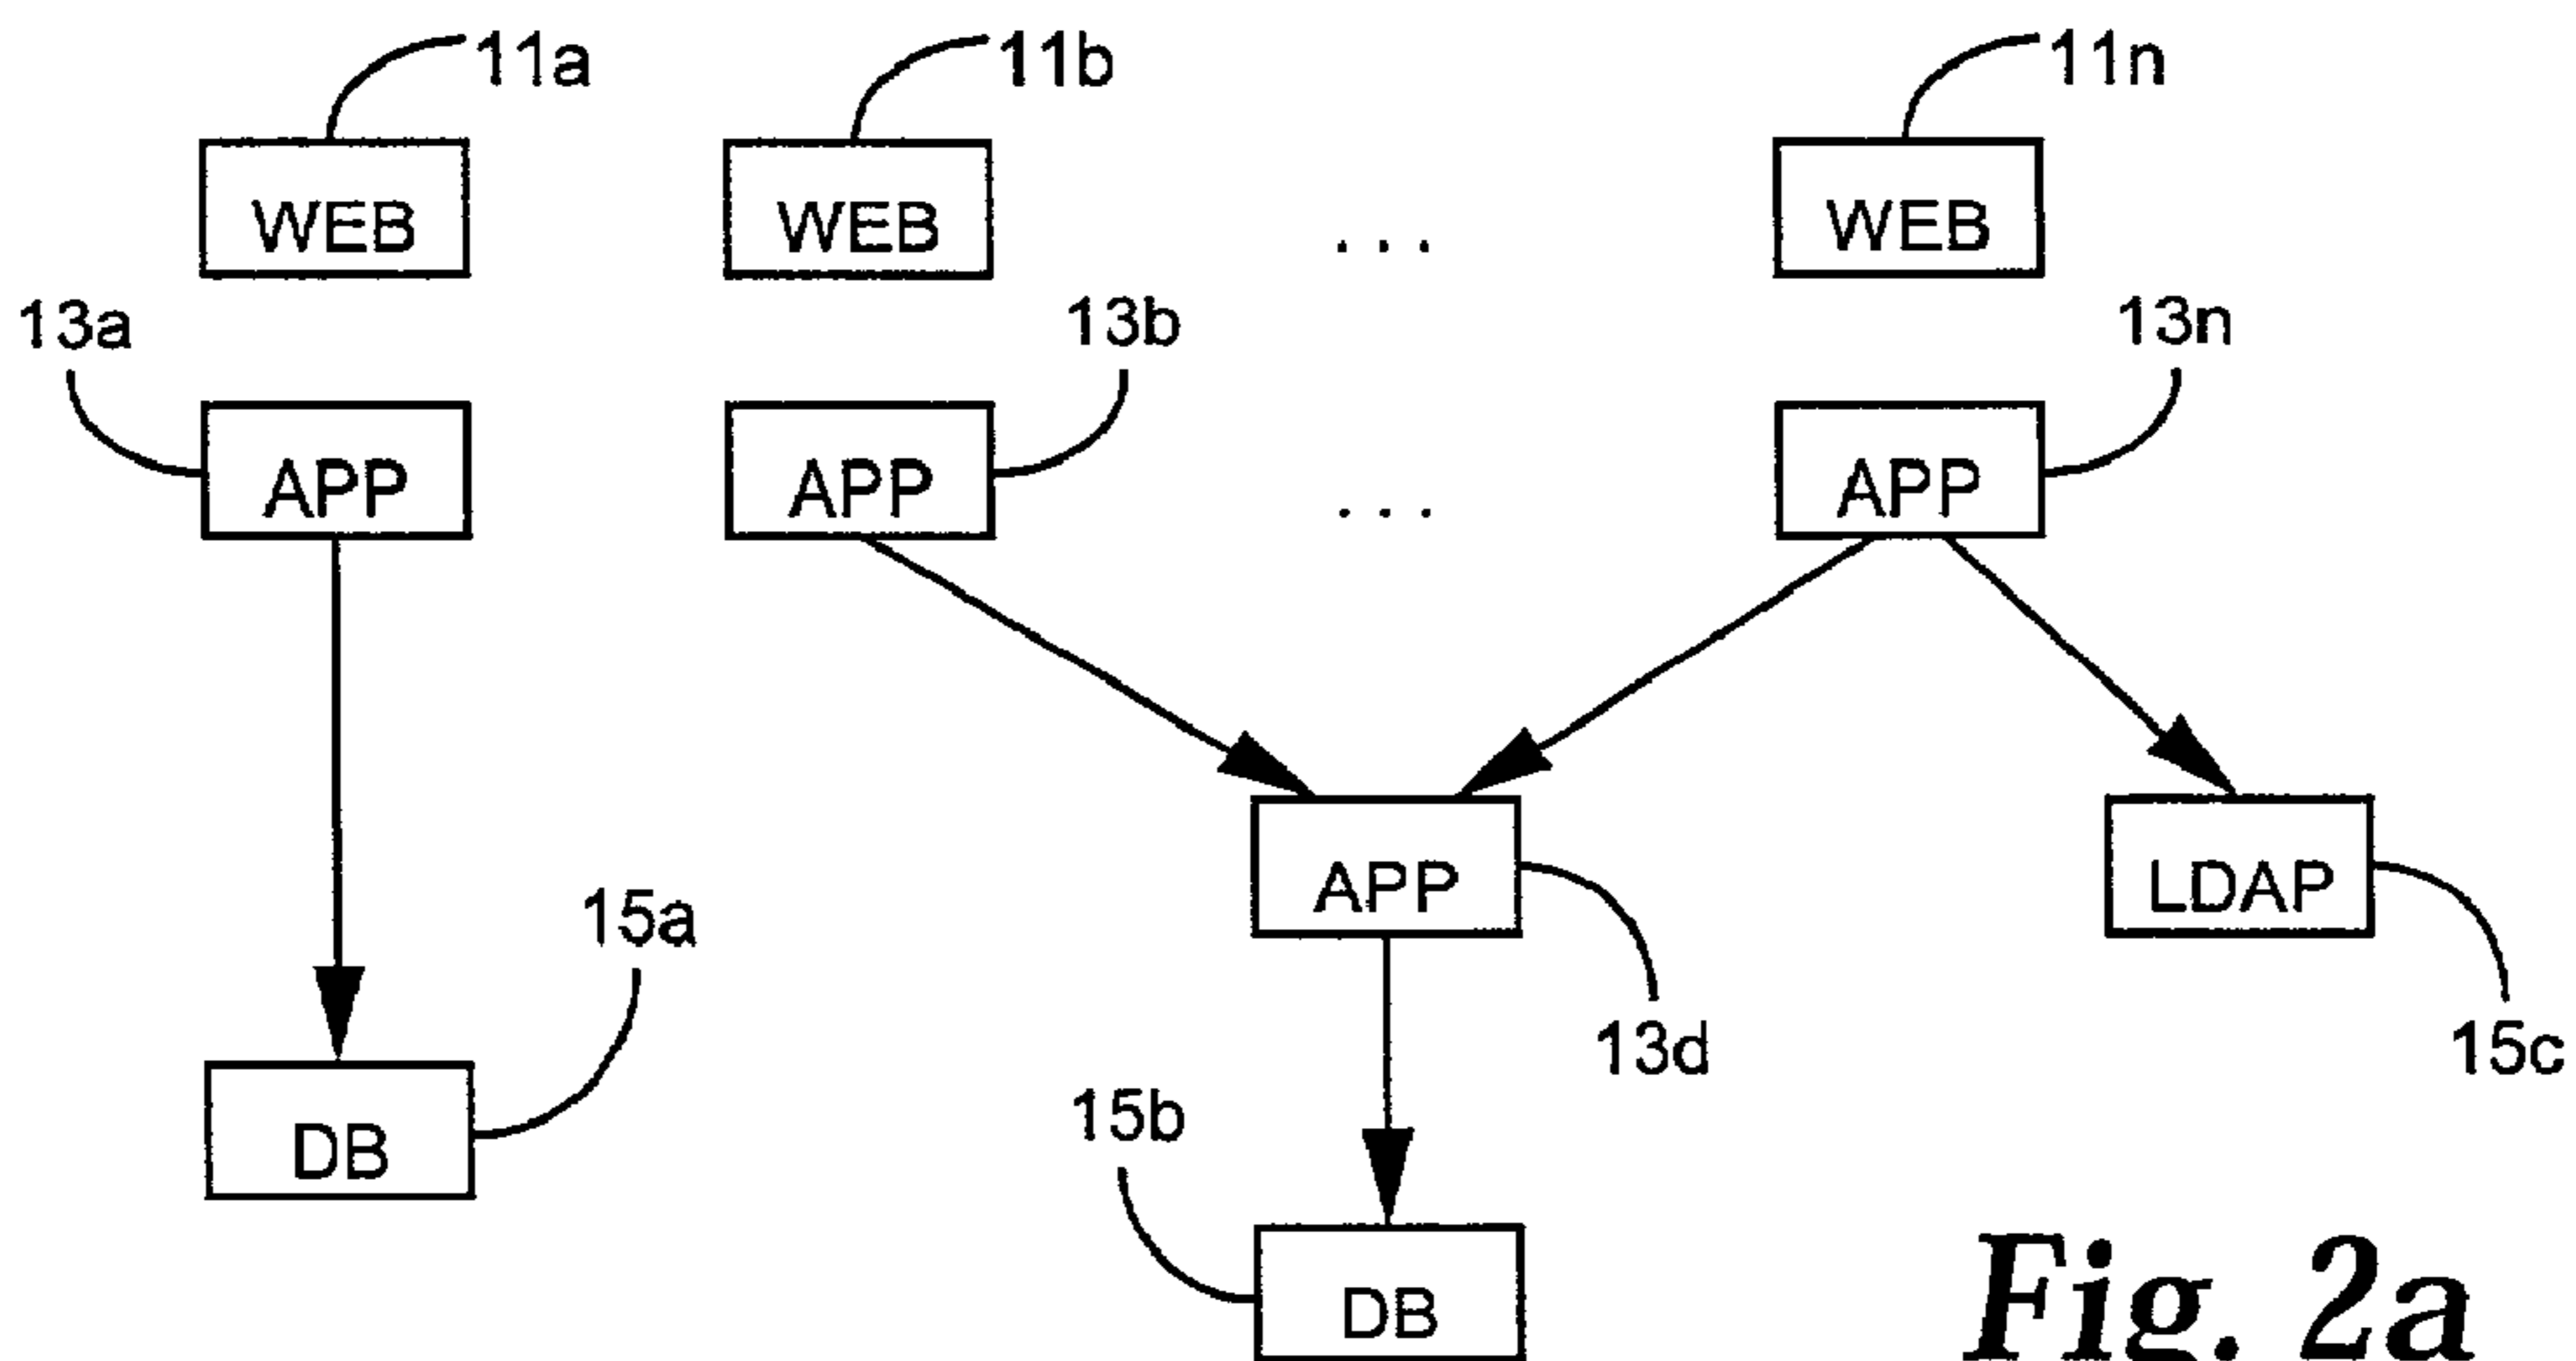 11a 11b 11n
WEB WEB ... WEB
13a 13b 13n
APP APP ... APP
APP LDAP
15a
13d 15c
DB 15b
DB
Fig. 2a